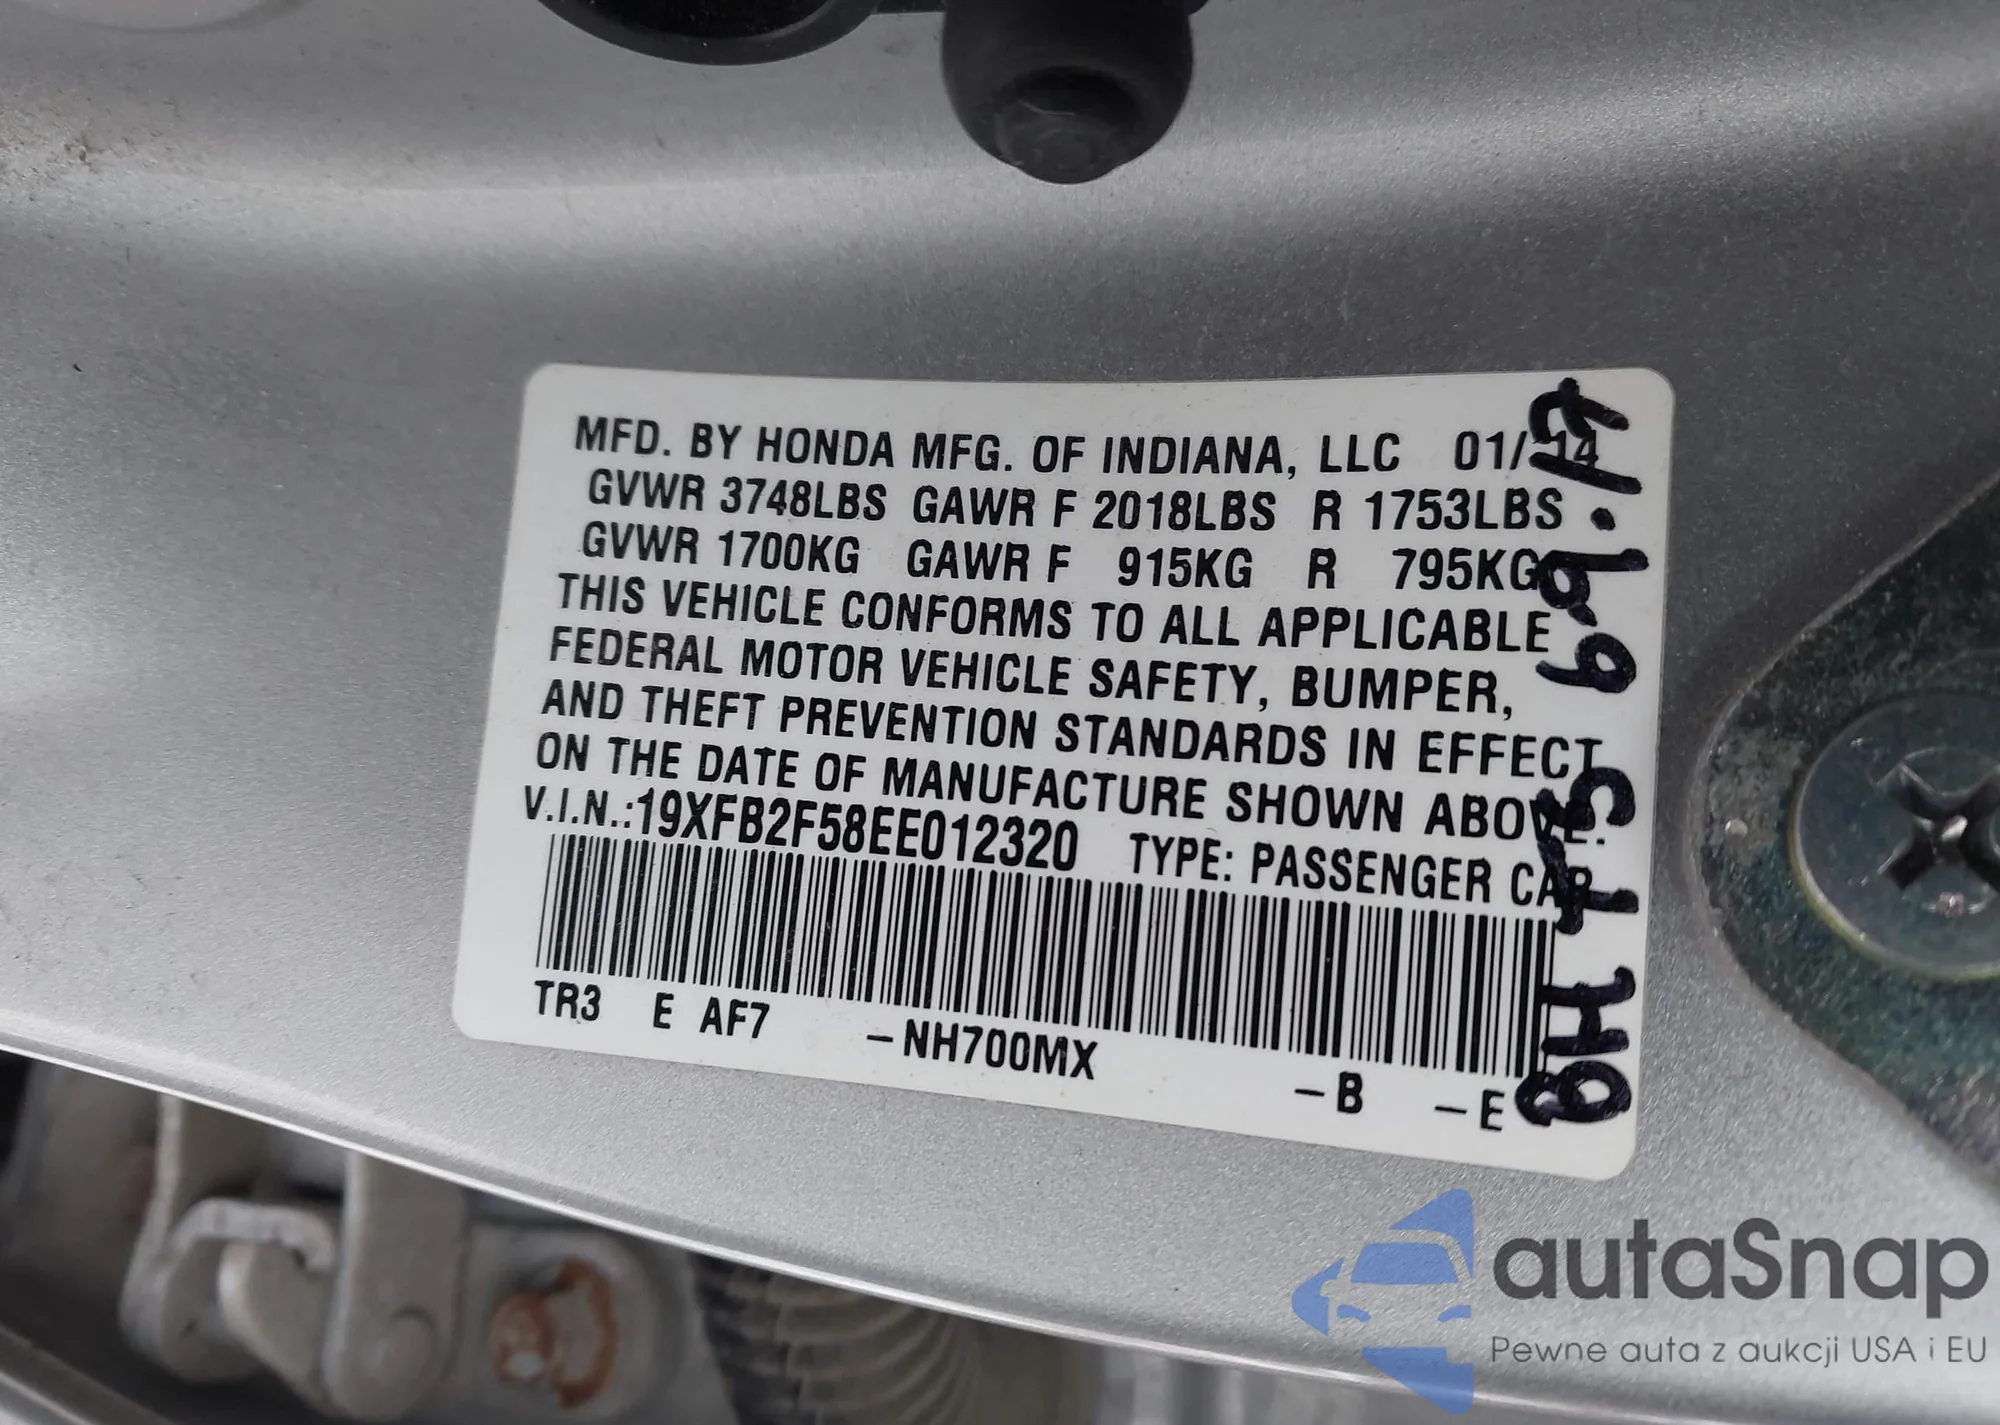 MFD. BY HONDA MFG. OF INDIANA, LLC 01/14
GVWR 3748LBS GAWR F 2018LBS R 1753LBS
GVWR 1700KG GAWR F 915KG R 795KG
THIS VEHICLE CONFORMS TO ALL APPLICABLE
FEDERAL MOTOR VEHICLE SAFETY, BUMPER,
AND THEFT PREVENTION STANDARDS IN EFFECT
ON THE DATE OF MANUFACTURE SHOWN ABOVE.
V.I.N.:19XFB2F58EE012320 TYPE: PASSENGER CAR
TR3 E AF7 -NH700MX -B -E
autaSnap
Pewne auta z aukcji USA i EU